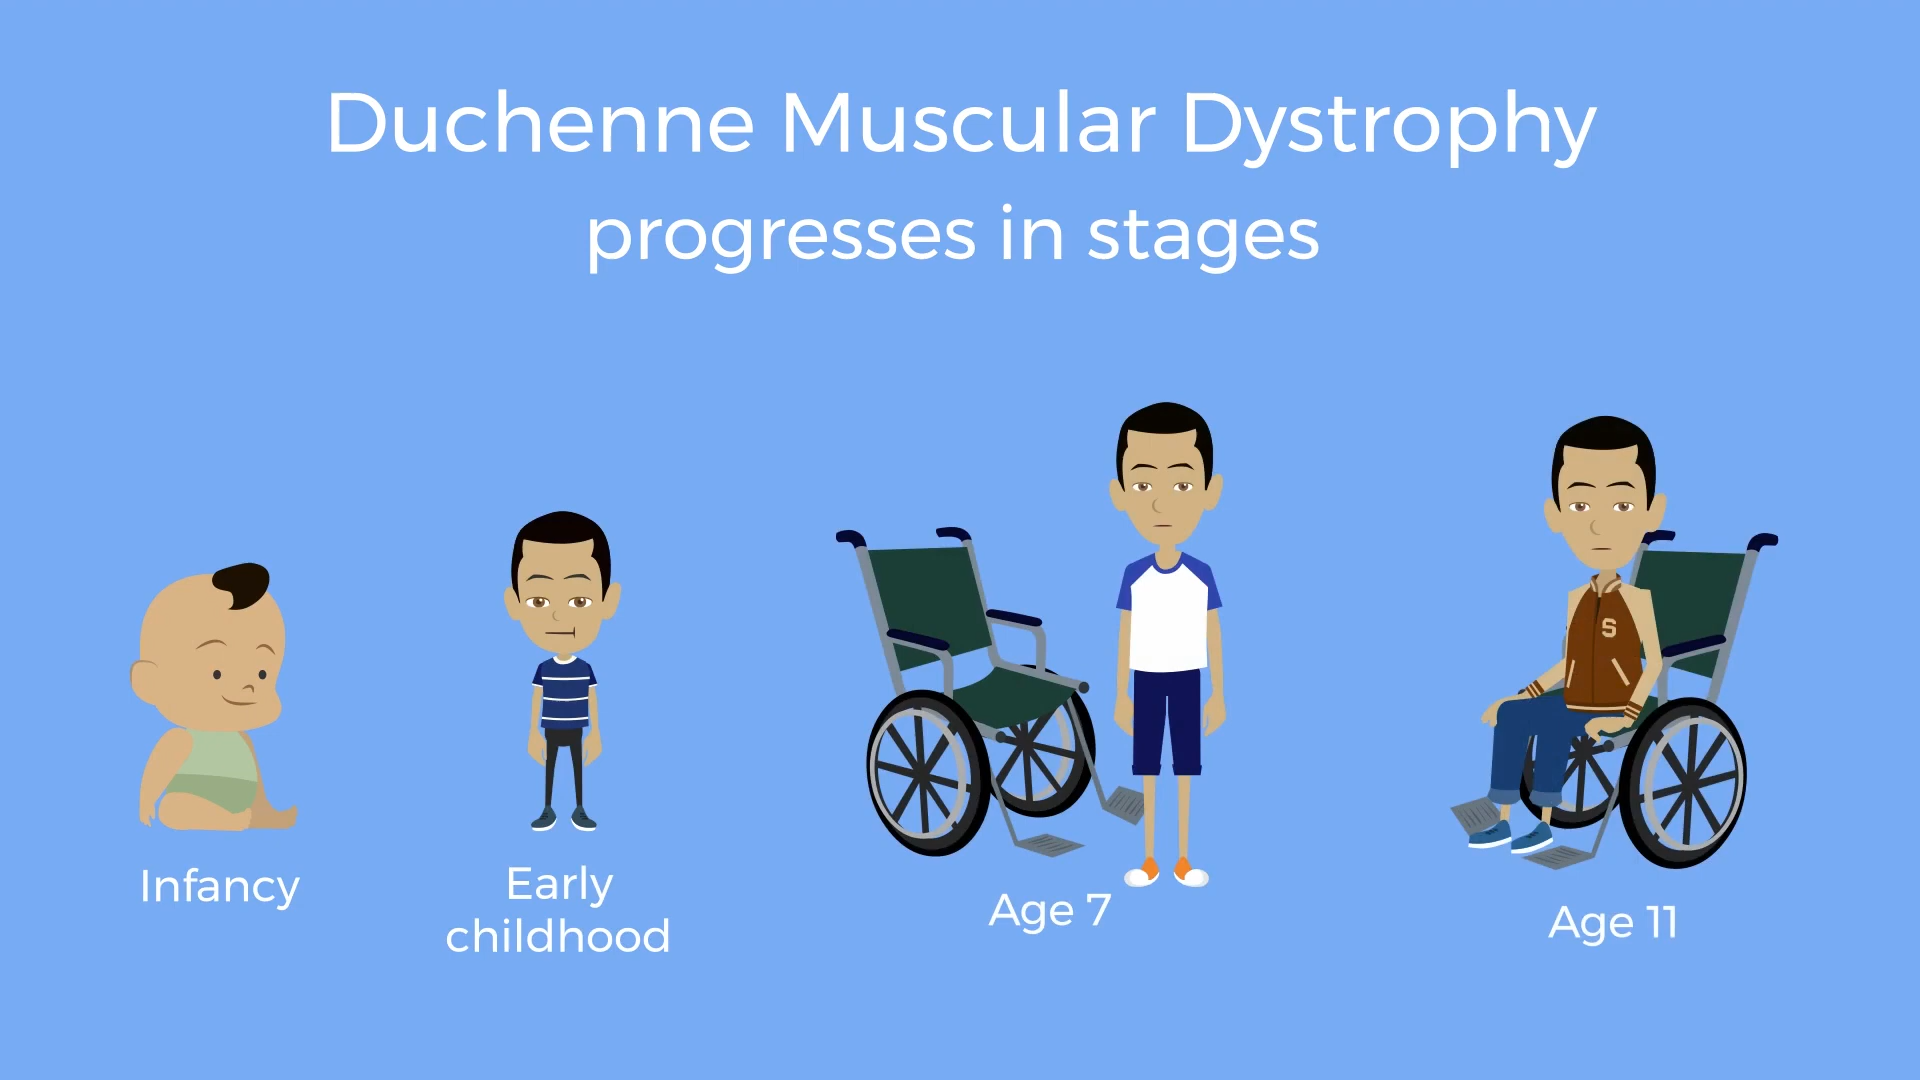 Duchenne Muscular Dystrophy
progresses in stages
S
Infancy
Early
childhood
Age 7
Age 11